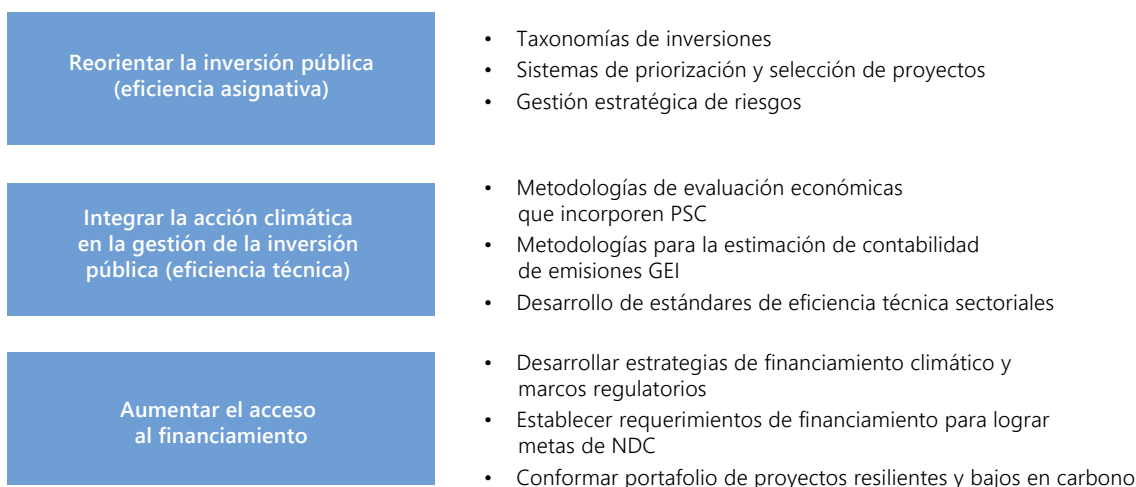 Reorientar la inversión pública
(eficiencia asignativa)
• Taxonomías de inversiones
• Sistemas de priorización y selección de proyectos
• Gestión estratégica de riesgos
Integrar la acción climática
en la gestión de la inversión
pública (eficiencia técnica)
• Metodologías de evaluación económicas
que incorporen PSC
• Metodologías para la estimación de contabilidad
de emisiones GEI
• Desarrollo de estándares de eficiencia técnica sectoriales
Aumentar el acceso
al financiamiento
• Desarrollar estrategias de financiamiento climático y
marcos regulatorios
• Establecer requerimientos de financiamiento para lograr
metas de NDC
• Conformar portafolio de proyectos resilientes y bajos en carbono